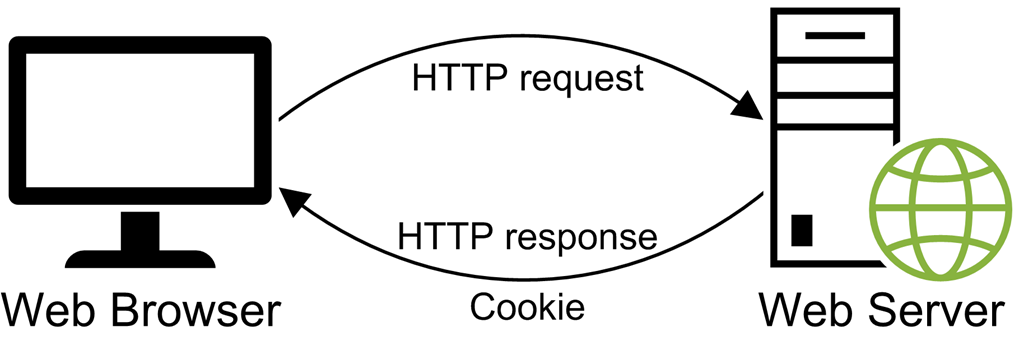 HTTP request
HTTP response
Cookie
Web Browser
Web Server